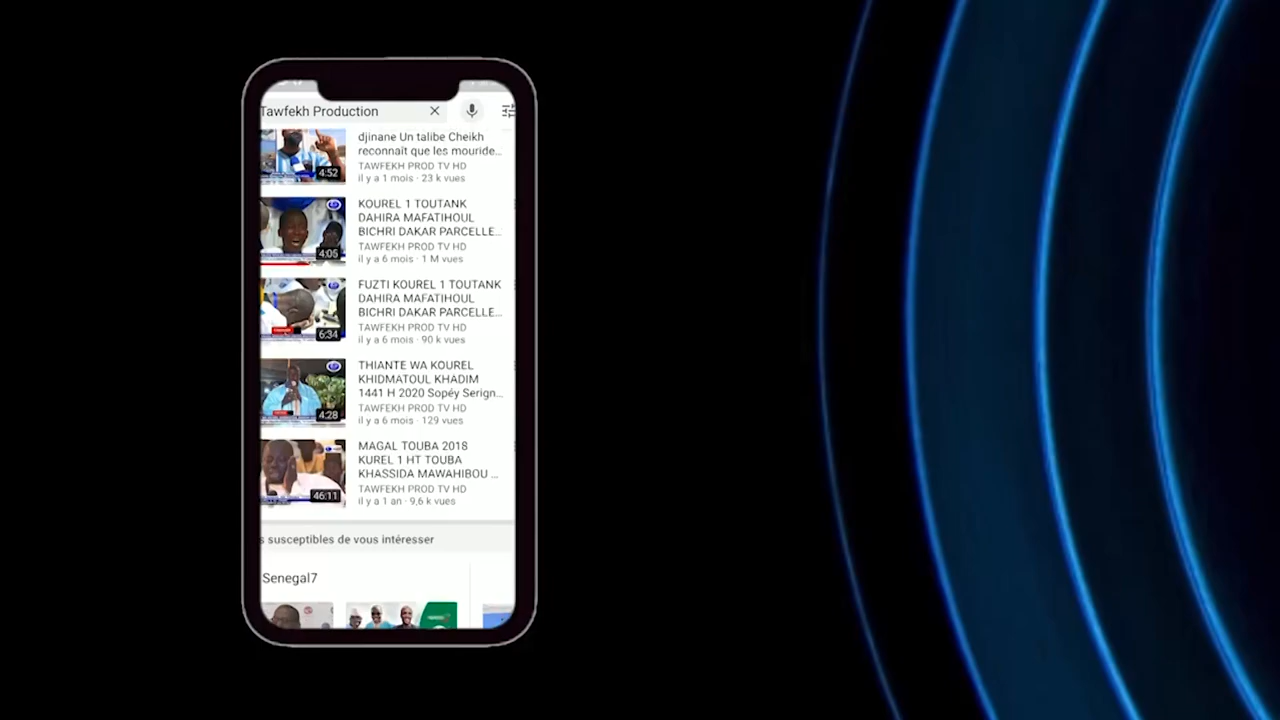 Tawfekh Production
djinane Un talibe Cheikh
reconnaît que les mouride...
TAWFEKH PROD TV HD
il y a 1 mois · 23 k vues
4:52
KOUREL 1 TOUTANK
DAHIRA MAFATIHOUL
BICHRI DAKAR PARCELLE...
TAWFEKH PROD TV HD
il y a 6 mois · 1 M vues
4:05
FUZTI KOUREL 1 TOUTANK
DAHIRA MAFATIHOUL
BICHRI DAKAR PARCELLE...
TAWFEKH PROD TV HD
il y a 6 mois · 90 k vues
6:34
THIANTE WA KOUREL
KHIDMATOUL KHADIM
1441 H 2020 Sopéy Serign...
TAWFEKH PROD TV HD
il y a 6 mois · 129 vues
4:28
MAGAL TOUBA 2018
KUREL 1 HT TOUBA
KHASSIDA MAWAHIBOU ...
TAWFEKH PROD TV HD
il y a 1 an · 9,6 k vues
46:11
s susceptibles de vous intéresser
Senegal7